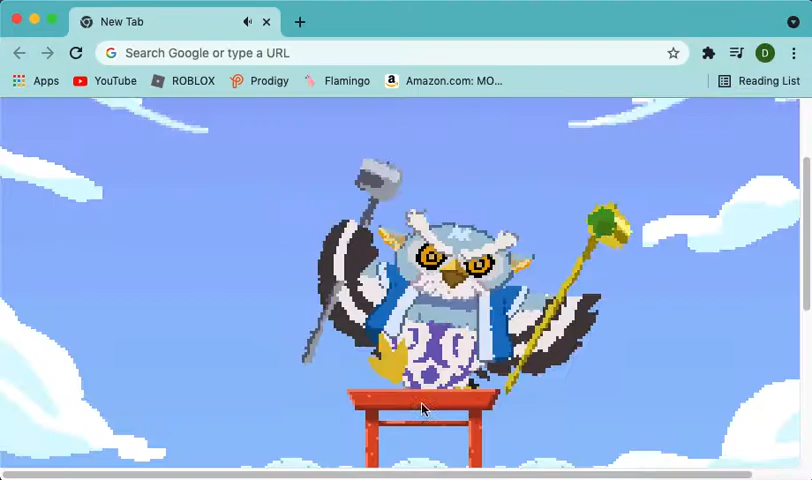 New Tab
Search Google or type a URL
D
Apps
YouTube
ROBLOX
Prodigy
Flamingo
Amazon.com: MO...
Reading List